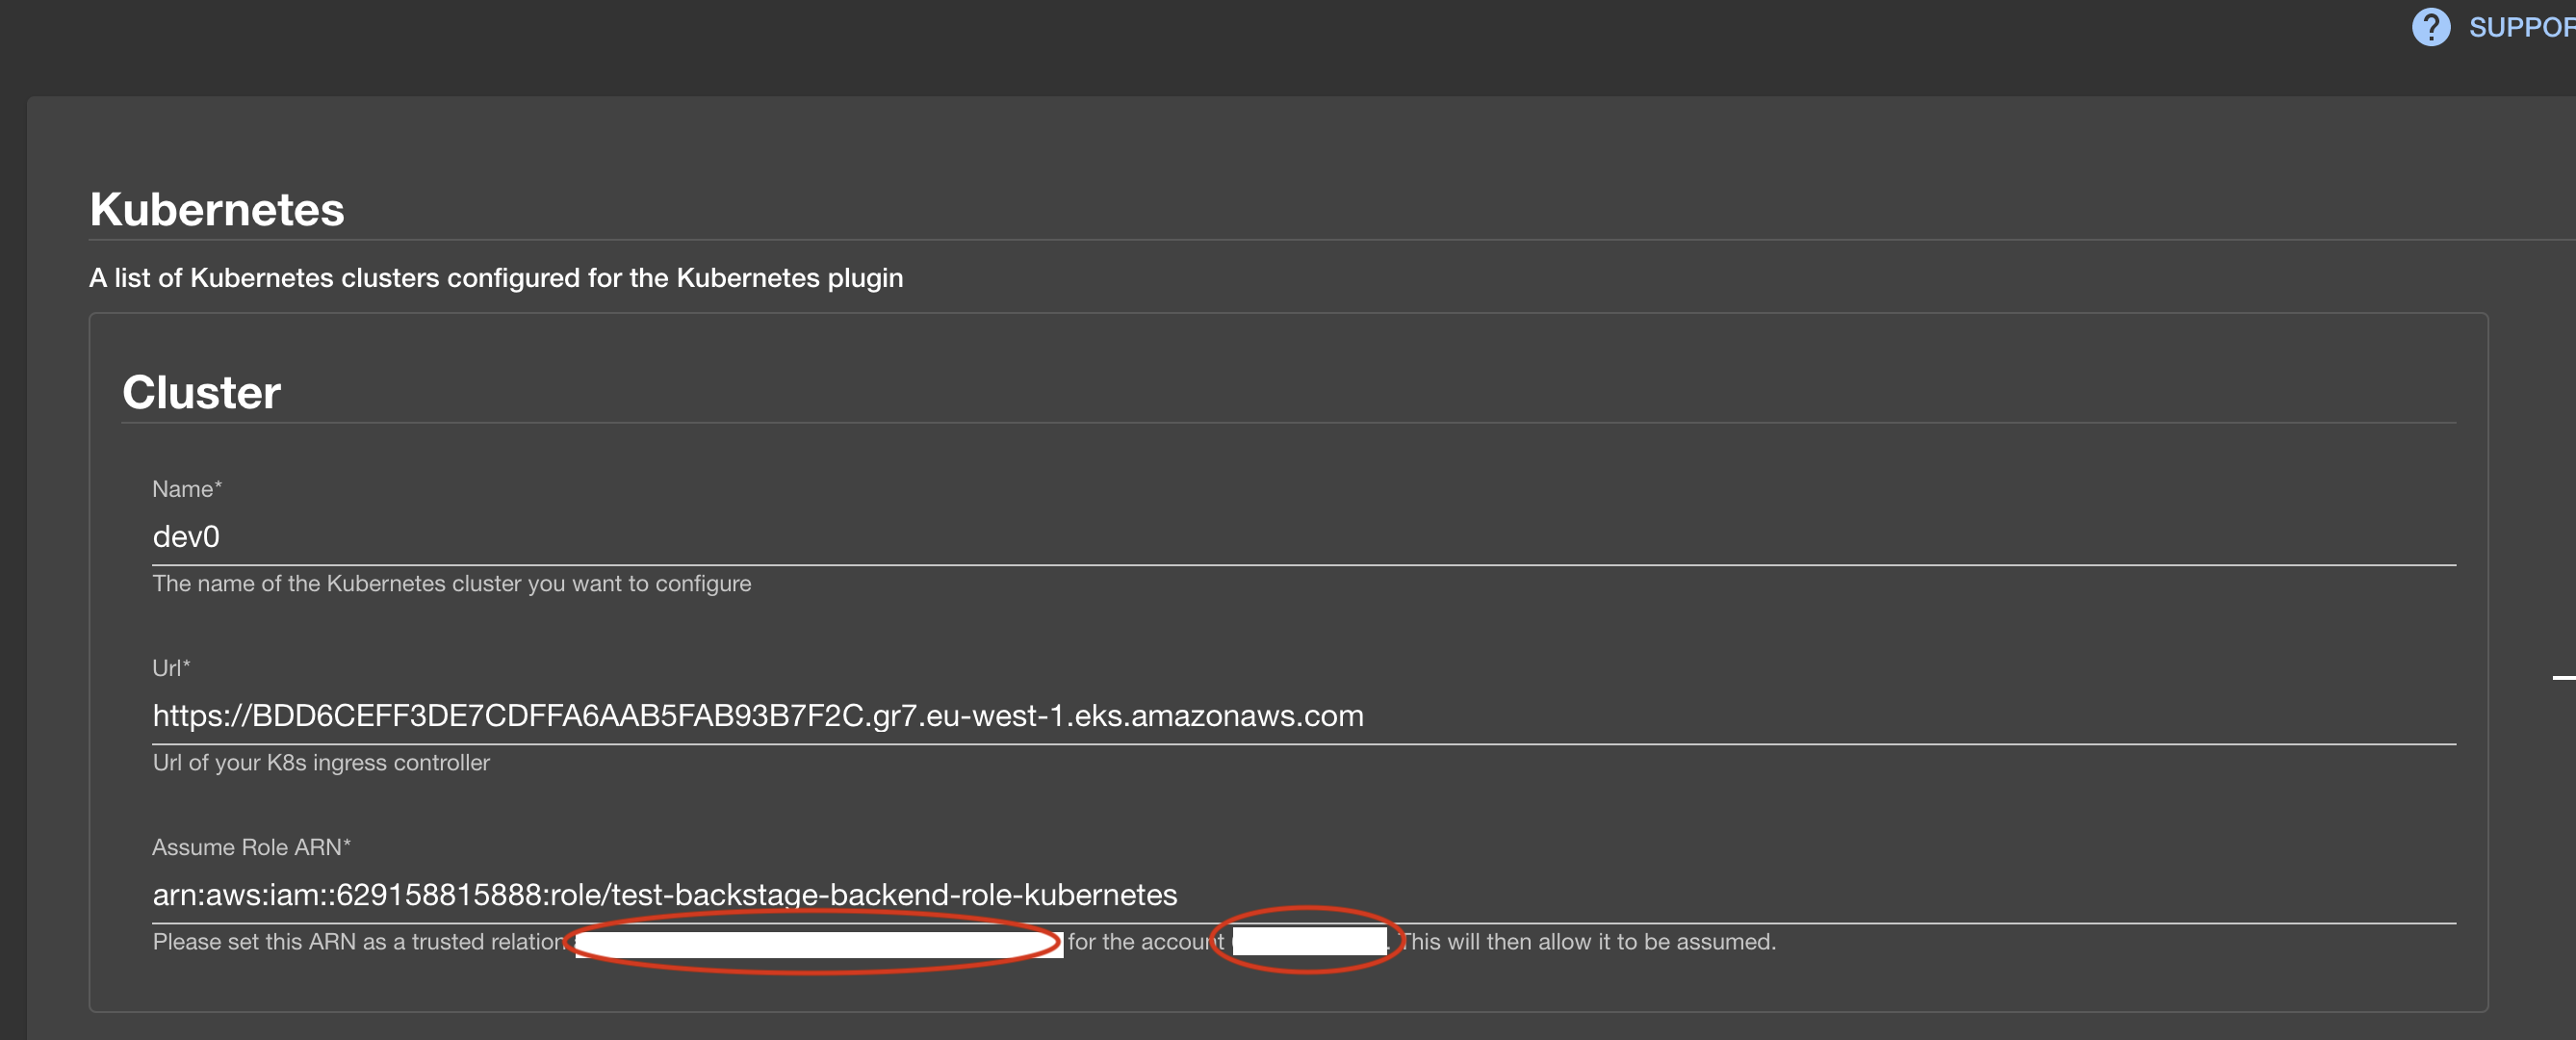 SUPPOR
Kubernetes
A list of Kubernetes clusters configured for the Kubernetes plugin
Cluster
Name*
dev0
The name of the Kubernetes cluster you want to configure
Url*
https://BDD6CEFF3DE7CDFFA6AAB5FAB93B7F2C.gr7.eu-west-1.eks.amazonaws.com
Url of your K8s ingress controller
Assume Role ARN*
arn:aws:iam::629158815888:role/test-backstage-backend-role-kubernetes
Please set this ARN as a trusted relation for the account . This will then allow it to be assumed.